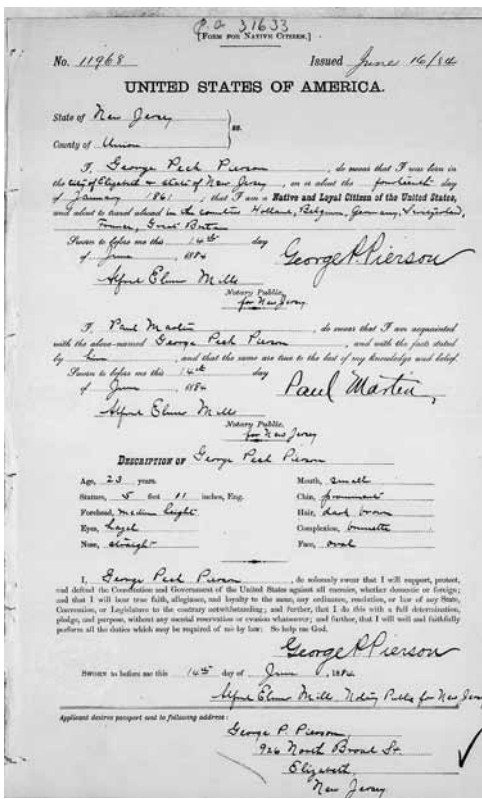 P.a 31633
[FORM FOR NATIVE CITIZEN.]
No. 11968 Issued June 16/84
UNITED STATES OF AMERICA.
State of New Jersey
ss.
County of Union
I, George Peck Pierson, do swear that I was born in
the city of Elizabeth & state of New Jersey, on or about the fourteenth day
of January 1861, that I am a Native and Loyal Citizen of the United States,
and about to travel abroad in the countries Holland, Belgium, Germany, Switzerland,
France, Great Britain
Sworn to before me this 14th day
of June, 1884
George P. Pierson
Alfred Elmer Mills
Notary Public.
for New Jersey
I, Paul Martin, do swear that I am acquainted
with the above-named George Peck Pierson, and with the facts stated
by him, and that the same are true to the best of my knowledge and belief.
Sworn to before me this 14th day
of June, 1884
Paul Martin,
Alfred Elmer Mills
Notary Public.
for New Jersey
DESCRIPTION OF George Peck Pierson
Age, 23 years. Mouth, small
Stature, 5 feet 11 inches, Eng. Chin, prominent
Forehead, medium height Hair, dark brown
Eyes, hazel Complexion, brunette
Nose, straight Face, oval
I, George Peck Pierson, do solemnly swear that I will support, protect,
and defend the Constitution and Government of the United States against all enemies, whether domestic or foreign;
and that I will bear true faith, allegiance, and loyalty to the same, any ordinance, resolution, or law of any State,
Convention, or Legislature to the contrary notwithstanding; and further, that I do this with a full determination,
pledge, and purpose, without any mental reservation or evasion whatsoever; and further, that I will well and faithfully
perform all the duties which may be required of me by law: So help me God.
George P. Pierson
SWORN to before me this 14th day of June, 1884
Alfred Elmer Mills, Notary Public for New Jersey
Applicant desires passport sent to following address:
George P. Pierson,
926 North Broad St.
Elizabeth,
New Jersey